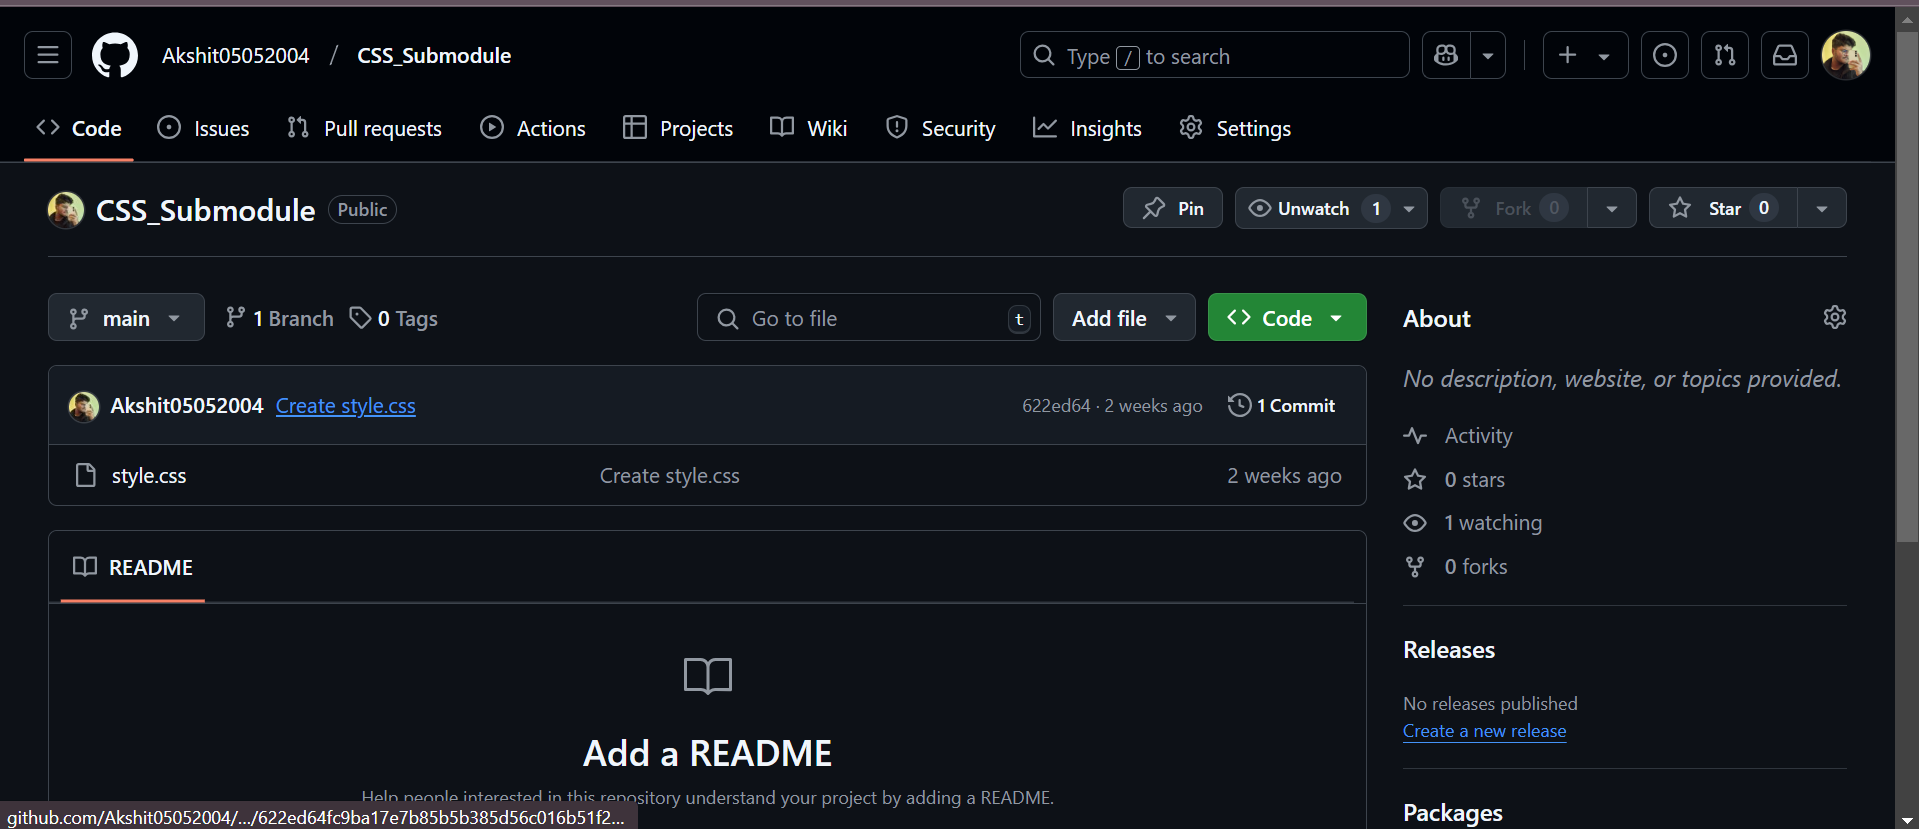 Akshit05052004 / CSS_Submodule Type / to search
Code Issues Pull requests Actions Projects Wiki Security Insights Settings
CSS_Submodule Public Pin Unwatch 1 Fork 0 Star 0
main 1 Branch 0 Tags Go to file t Add file Code
Akshit05052004 Create style.css 622ed64 · 2 weeks ago 1 Commit
style.css Create style.css 2 weeks ago
README
Add a README
Help people interested in this repository understand your project by adding a README.
About
No description, website, or topics provided.
Activity
0 stars
1 watching
0 forks
Releases
No releases published
Create a new release
Packages
github.com/Akshit05052004/.../622ed64fc9ba17e7b85b5b385d56c016b51f2...